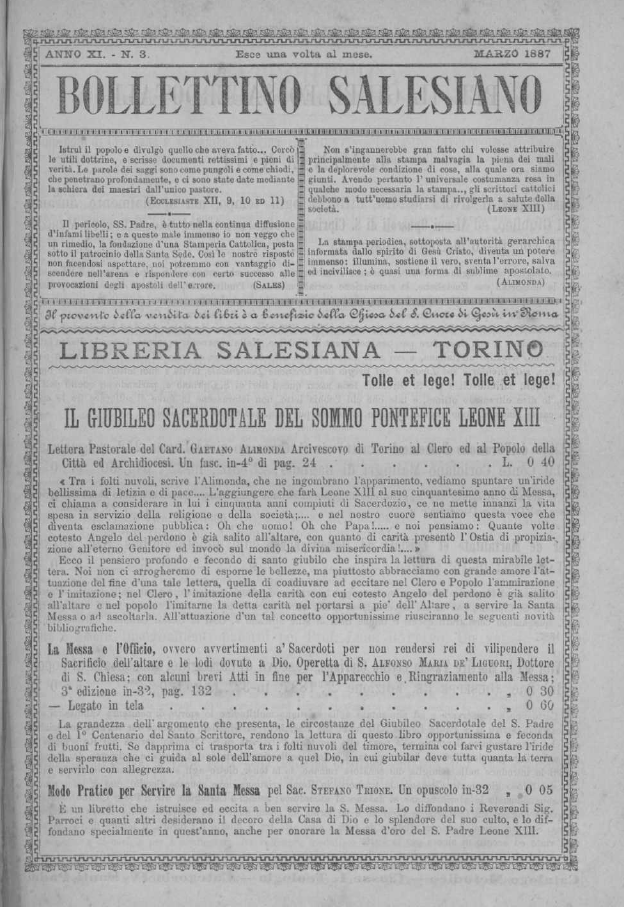 ANNO XI. - N. 3.
Esce una volta al mese.
MARZO 1887
BOLLETTINO SALESIANO
Istruì il popolo e divulgò quello che aveva fatto... Cercò
le utili dottrine, e scrisse documenti rettissimi e pieni di
verità. Le parole dei saggi sono come pungoli e come chiodi,
che penetrano profondamente, e ci sono state date mediante
la schiera dei maestri dall'unico pastore.
(ECCLESIASTE XII, 9, 10 ED 11)
Il pericolo, SS. Padre, è tutto nella continua diffusione
d'infami libelli; e a questo male immenso io non veggo che
un rimedio, la fondazione d'una Stamperia Cattolica, posta
sotto il patrocinio della Santa Sede. Così le nostre risposte
non facendosi aspettare, noi potremmo con vantaggio di-
scendere nell'arena e rispondere con certo successo alle
provocazioni degli apostoli dell'errore.
(SALES)
Non s'ingannerebbe gran fatto chi volesse attribuire
principalmente alla stampa malvagia la piena dei mali
e la deplorevole condizione di cose, alla quale ora siamo
giunti. Avendo pertanto l'universale costumanza resa in
qualche modo necessaria la stampa.., gli scrittori cattolici
debbono a tutt'uomo studiarsi di rivolgerla a salute della
società.
(LEONE XIII)
La stampa periodica, sottoposta all'autorità gerarchica
informata dallo spirito di Gesù Cristo, diventa un potere
immenso: illumina, sostiene il vero, sventa l'errore, salva
ed incivilisce; è quasi una forma di sublime apostolato.
(ALIMONDA)
Il provento della vendita dei libri è a benefizio della Chiesa del S. Cuore di Gesù in Roma
LIBRERIA SALESIANA — TORINO
Tolle et lege! Tolle et lege!
IL GIUBILEO SACERDOTALE DEL SOMMO PONTEFICE LEONE XIII
Lettera Pastorale del Card. GAETANO ALIMONDA Arcivescovo di Torino al Clero ed al Popolo della
Città ed Archidiocesi. Un fasc. in-4º di pag. 24 . . . . . . L. 0 40
« Tra i folti nuvoli, scrive l'Alimonda, che ne ingombrano l'apparimento, vediamo spuntare un'iride
bellissima di letizia e di pace.... L'aggiungere che farà Leone XIII al suo cinquantesimo anno di Messa,
ci chiama a considerare in lui i cinquanta anni compiuti di Sacerdozio, ce ne mette innanzi la vita
spesa in servizio della religione e della società;.... e nel nostro cuore sentiamo questa voce che
diventa esclamazione pubblica: Oh che uomo! Oh che Papa!..... e noi pensiamo: Quante volte
cotesto Angelo del perdono è già salito all'altare, con quanto di carità presentò l'Ostia di propizia-
zione all'eterno Genitore ed invocò sul mondo la divina misericordia!.... »
Ecco il pensiero profondo e fecondo di santo giubilo che inspira la lettura di questa mirabile let-
tera. Noi non ci arrogheremo di esporne le bellezze, ma piuttosto abbracciamo con grande amore l'at-
tuazione del fine d'una tale lettera, quella di coadiuvare ad eccitare nel Clero e Popolo l'ammirazione
e l'imitazione; nel Clero, l'imitazione della carità con cui cotesto Angelo del perdono è già salito
all'altare e nel popolo l'imitarne la detta carità nel portarsi a pie' dell'Altare, a servire la Santa
Messa o ad ascoltarla. All'attuazione d'un tal concetto opportunissime riusciranno le seguenti novità
bibliografiche.
La Messa e l'Officio, ovvero avvertimenti a' Sacerdoti per non rendersi rei di vilipendere il
Sacrificio dell'altare e le lodi dovute a Dio. Operetta di S. ALFONSO MARIA DE' LIGUORI, Dottore
di S. Chiesa; con alcuni brevi Atti in fine per l'Apparecchio e Ringraziamento alla Messa;
3ª edizione in-32, pag. 132 . . . . . . . . „ 0 30
— Legato in tela . . . . . . . . „ 0 60
La grandezza dell'argomento che presenta, le circostanze del Giubileo Sacerdotale del S. Padre
e del 1º Centenario del Santo Scrittore, rendono la lettura di questo libro opportunissima e feconda
di buoni frutti. Se dapprima ci trasporta tra i folti nuvoli del timore, termina col farci gustare l'iride
della speranza che ci guida al sole dell'amore a quel Dio, in cui giubilar deve tutta quanta la terra
e servirlo con allegrezza.
Modo Pratico per Servire la Santa Messa pel Sac. STEFANO TRIONE. Un opuscolo in-32 „ 0 05
È un libretto che istruisce ed eccita a ben servire la S. Messa. Lo diffondano i Reverendi Sig.
Parroci e quanti altri desiderano il decoro della Casa di Dio e lo splendore del suo culto, e lo dif-
fondano specialmente in quest'anno, anche per onorare la Messa d'oro del S. Padre Leone XIII.